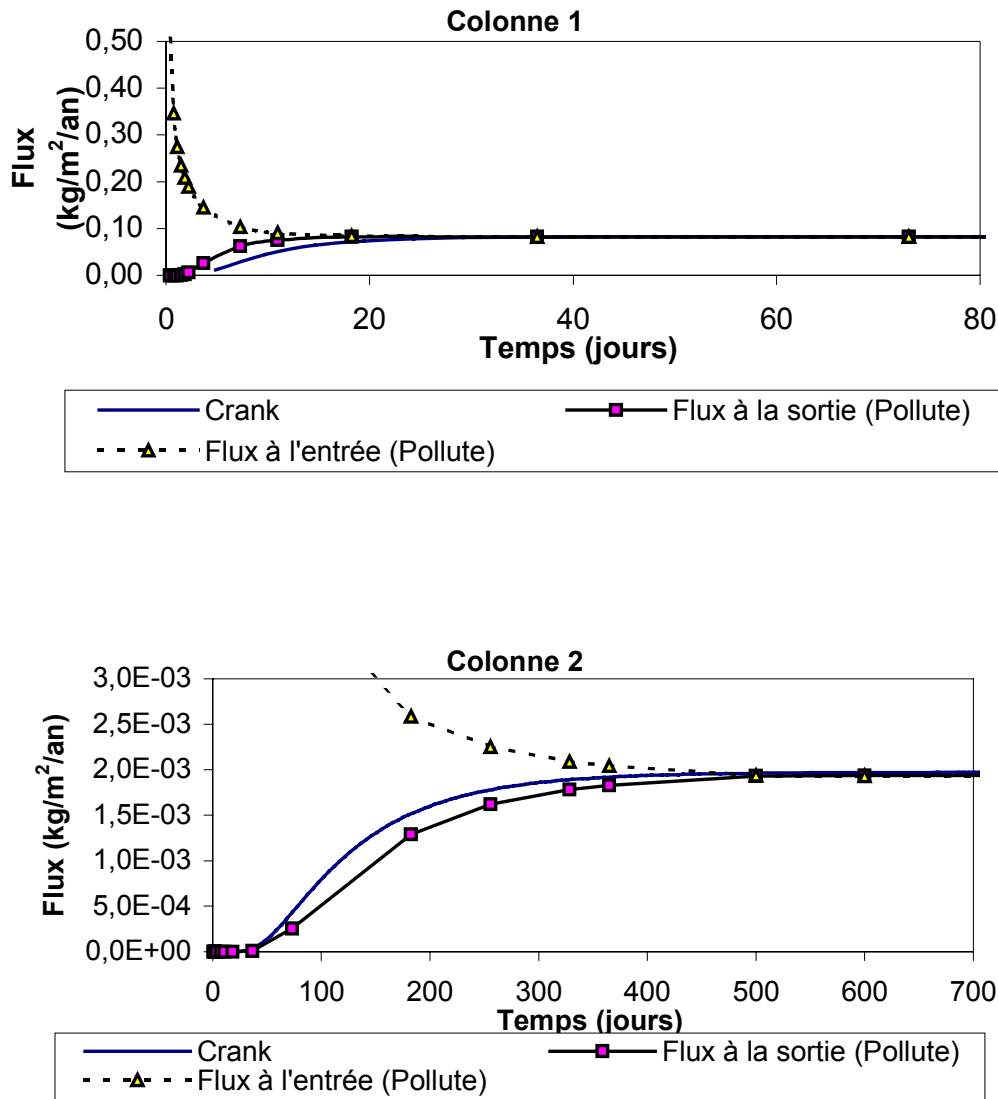 Colonne 1
Flux
(kg/m²/an)
0,50
0,40
0,30
0,20
0,10
0,00
0 20 40 60 80
Temps (jours)
Crank
Flux à la sortie (Pollute)
Flux à l'entrée (Pollute)
Colonne 2
Flux (kg/m²/an)
3,0E-03
2,5E-03
2,0E-03
1,5E-03
1,0E-03
5,0E-04
0,0E+00
0 100 200 300 400 500 600 700
Temps (jours)
Crank
Flux à la sortie (Pollute)
Flux à l'entrée (Pollute)